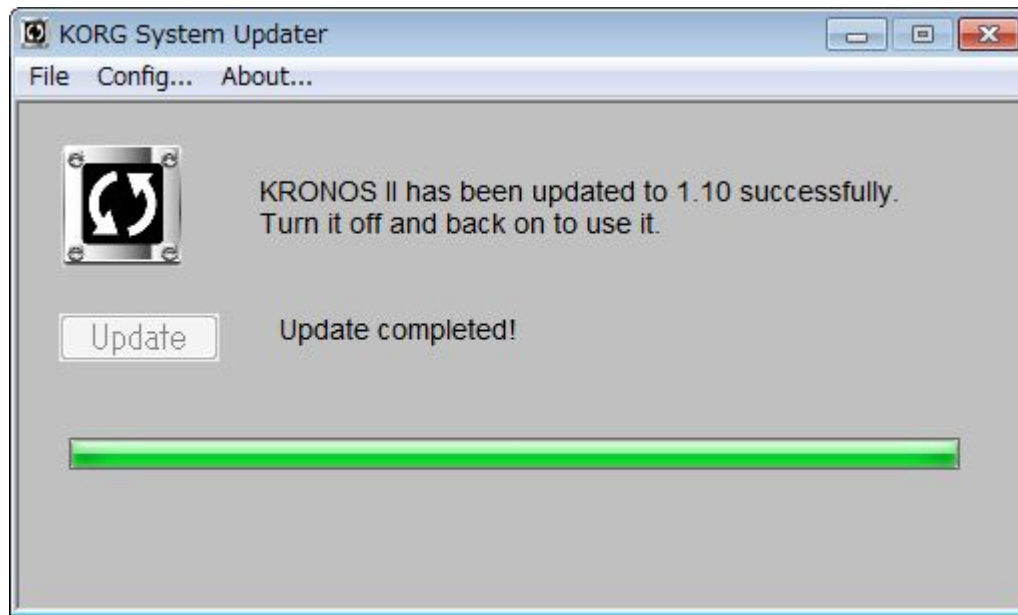 KORG System Updater
File Config... About...
KRONOS II has been updated to 1.10 successfully.
Turn it off and back on to use it.
Update
Update completed!